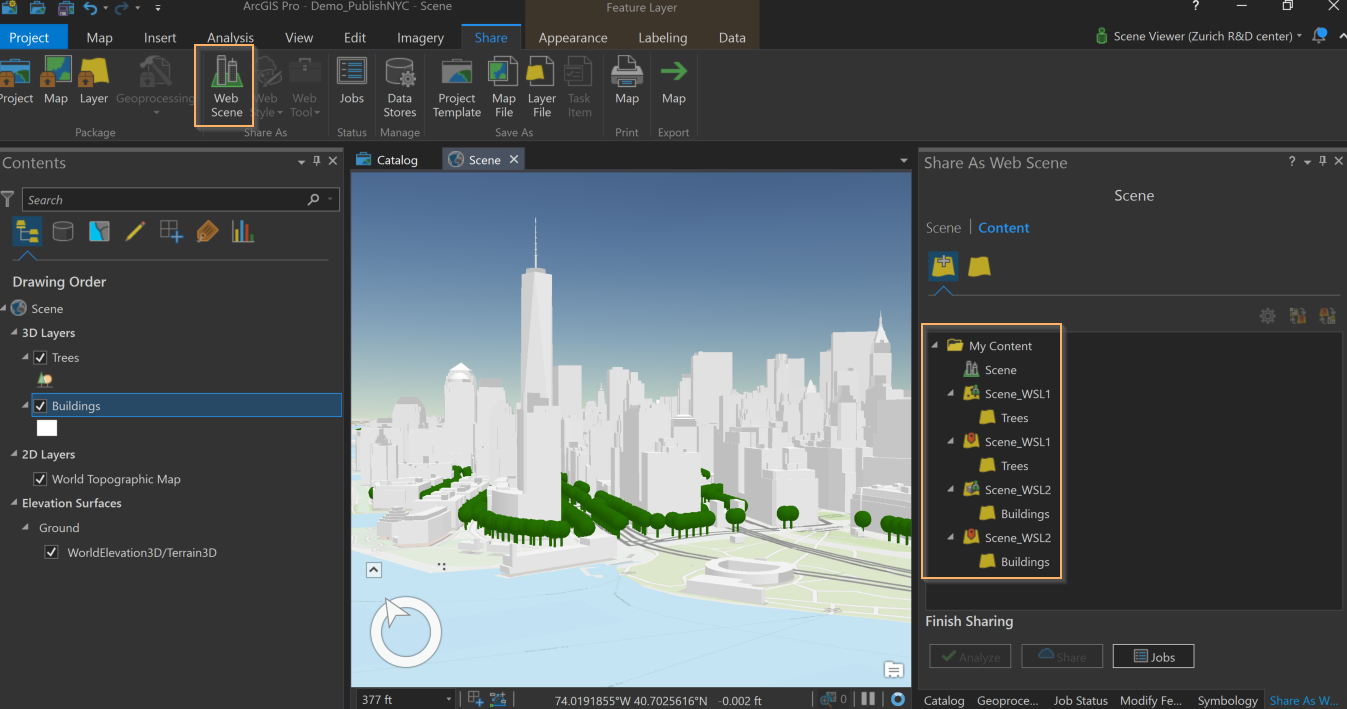 ArcGIS Pro - Demo_PublishNYC - Scene
Feature Layer
?
Project Map Insert Analysis View Edit Imagery Share Appearance Labeling Data
Scene Viewer (Zurich R&D center)
Project Map Layer Geoprocessing
Web Scene
Web Style
Web Tool
Jobs
Data Stores
Project Template
Map File
Layer File
Task Item
Map
Map
Package Share As Status Manage Save As Print Export
Contents
Search
Drawing Order
Scene
3D Layers
Trees
Buildings
2D Layers
World Topographic Map
Elevation Surfaces
Ground
WorldElevation3D/Terrain3D
Catalog Scene
377 ft
74.0191855°W 40.7025616°N -0.002 ft
0
Share As Web Scene
?
Scene
Scene | Content
My Content
Scene
Scene_WSL1
Trees
Scene_WSL1
Trees
Scene_WSL2
Buildings
Scene_WSL2
Buildings
Finish Sharing
Analyze Share Jobs
Catalog Geoproce... Job Status Modify Fe... Symbology Share As W...